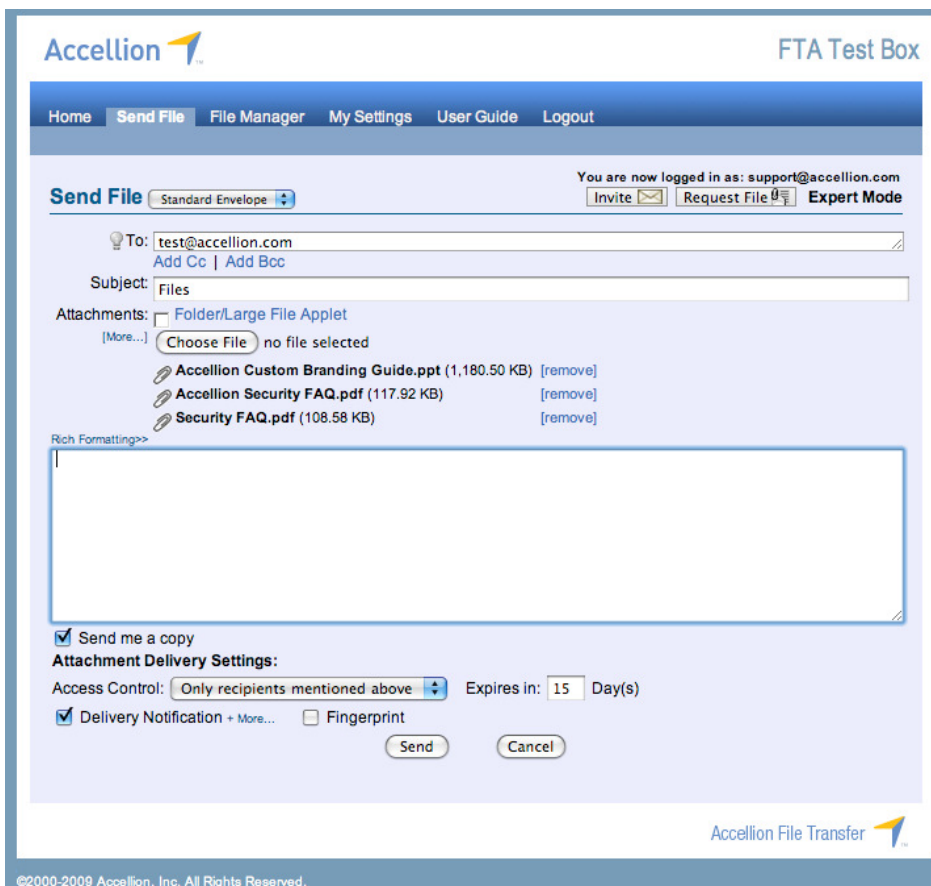 Accellion
FTA Test Box
Home Send File File Manager My Settings User Guide Logout
You are now logged in as: support@accellion.com
Send File Standard Envelope Invite Request File Expert Mode
To: test@accellion.com
Add Cc | Add Bcc
Subject: Files
Attachments: Folder/Large File Applet
[More...] Choose File no file selected
Accellion Custom Branding Guide.ppt (1,180.50 KB) [remove]
Accellion Security FAQ.pdf (117.92 KB) [remove]
Security FAQ.pdf (108.58 KB) [remove]
Rich Formatting>>
Send me a copy
Attachment Delivery Settings:
Access Control: Only recipients mentioned above Expires in: 15 Day(s)
Delivery Notification + More... Fingerprint
Send Cancel
Accellion File Transfer
©2000-2009 Accellion, Inc. All Rights Reserved.